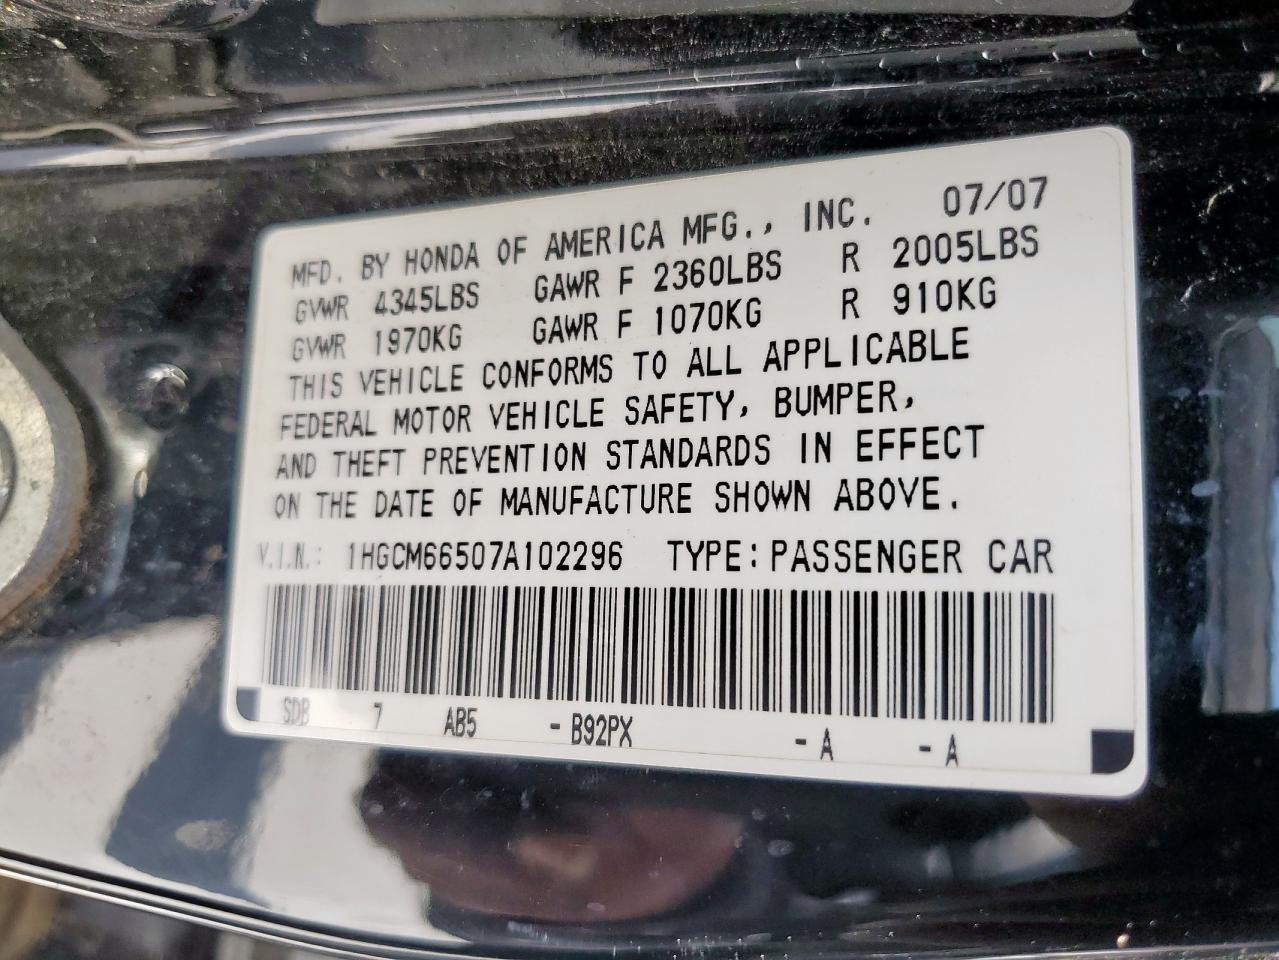 MFD. BY HONDA OF AMERICA MFG., INC. 07/07
GVWR 4345LBS GAWR F 2360LBS R 2005LBS
GVWR 1970KG GAWR F 1070KG R 910KG
THIS VEHICLE CONFORMS TO ALL APPLICABLE
FEDERAL MOTOR VEHICLE SAFETY, BUMPER,
AND THEFT PREVENTION STANDARDS IN EFFECT
ON THE DATE OF MANUFACTURE SHOWN ABOVE.
V.I.N.: 1HGCM66507A102296 TYPE: PASSENGER CAR
SDB 7 AB5 - B92PX - A - A